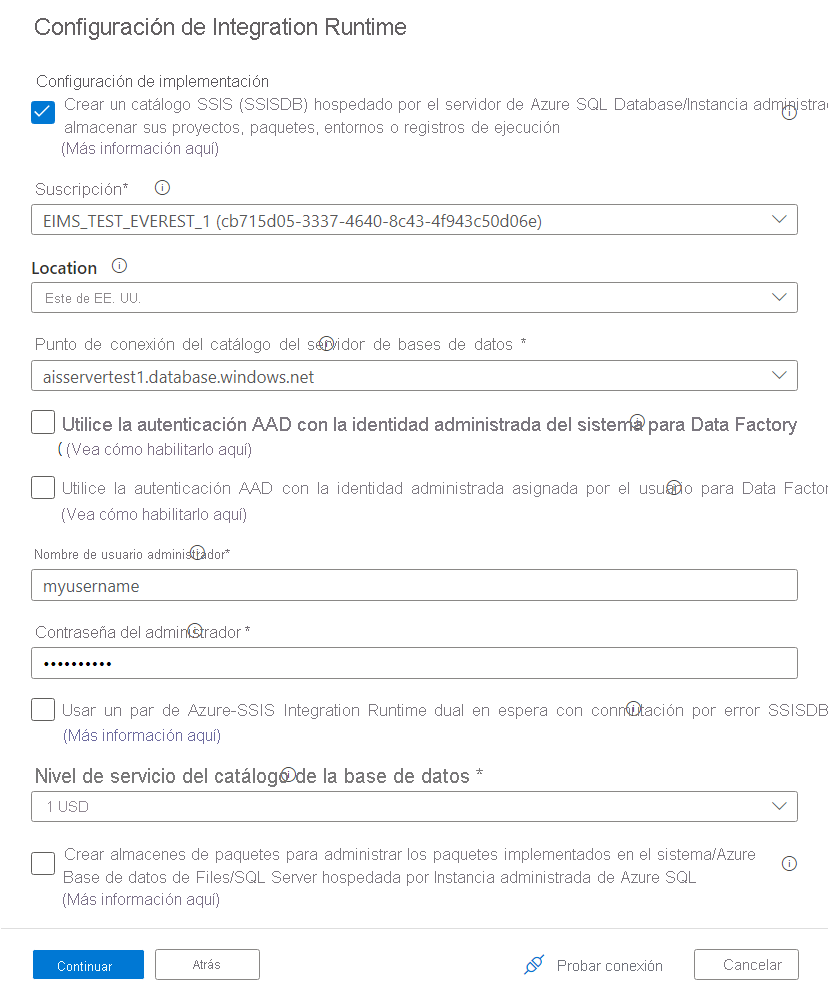 Configuración de Integration Runtime
Configuración de implementación
Crear un catálogo SSIS (SSISDB) hospedado por el servidor de Azure SQL Database/Instancia administra
almacenar sus proyectos, paquetes, entornos o registros de ejecución
(Más información aquí)
Suscripción*
EIMS_TEST_EVEREST_1 (cb715d05-3337-4640-8c43-4f943c50d06e)
Location
Este de EE. UU.
Punto de conexión del catálogo del servidor de bases de datos *
aisservertest1.database.windows.net
Utilice la autenticación AAD con la identidad administrada del sistema para Data Factory
( (Vea cómo habilitarlo aquí)
Utilice la autenticación AAD con la identidad administrada asignada por el usuario para Data Factor
(Vea cómo habilitarlo aquí)
Nombre de usuario administrador*
myusername
Contraseña del administrador *
••••••••••
Usar un par de Azure-SSIS Integration Runtime dual en espera con conmutación por error SSISDB
(Más información aquí)
Nivel de servicio del catálogo de la base de datos *
1 USD
Crear almacenes de paquetes para administrar los paquetes implementados en el sistema/Azure
Base de datos de Files/SQL Server hospedada por Instancia administrada de Azure SQL
(Más información aquí)
Continuar
Atrás
Probar conexión
Cancelar